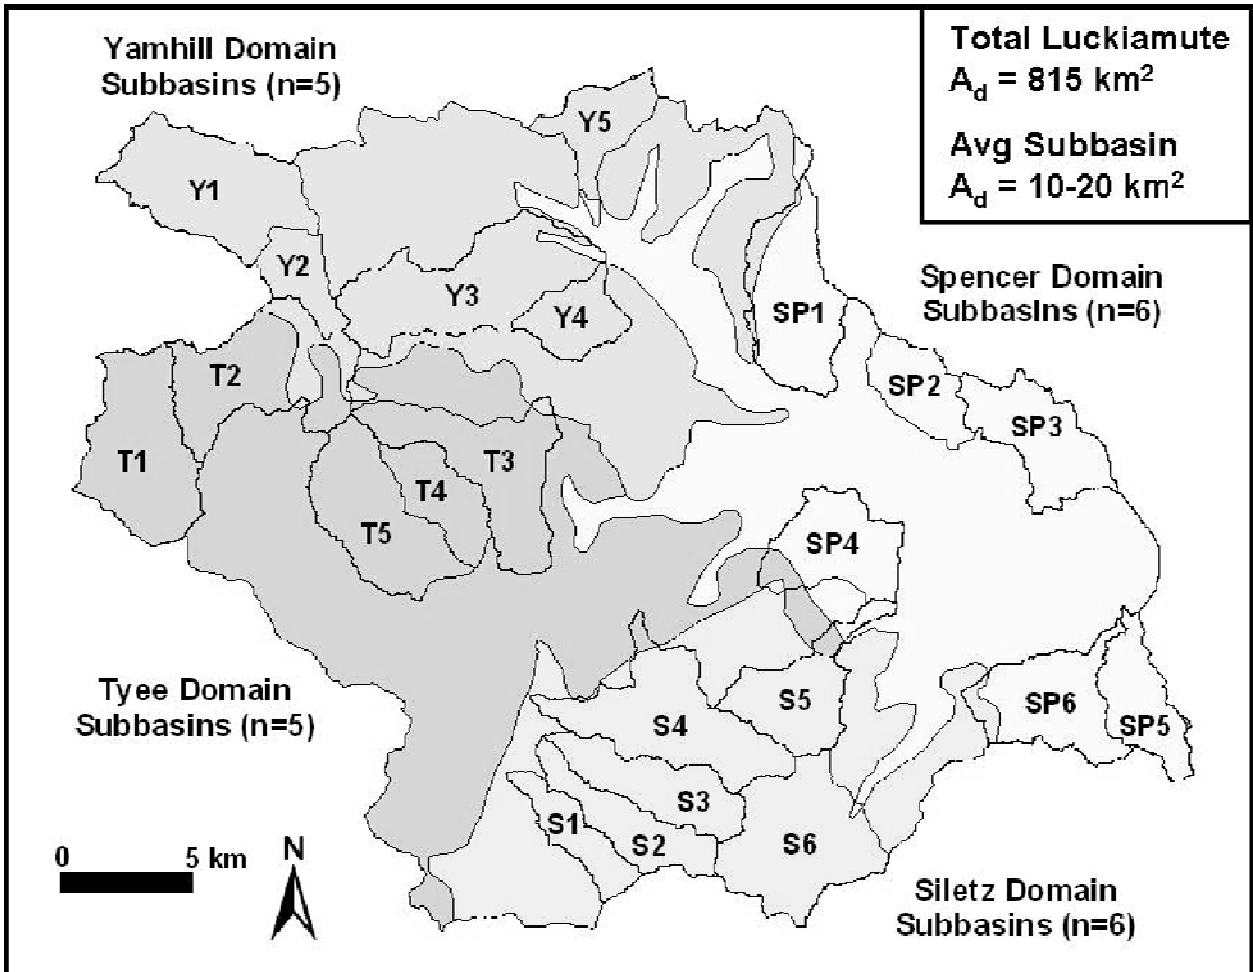 Yamhill Domain
Subbasins (n=5)
Total Luckiamute
Ad = 815 km2
Avg Subbasin
Ad = 10-20 km2
Y5
Y1
Y2
Y3
Y4
Spencer Domain
Subbasins (n=6)
SP1
SP2
SP3
T2
T1
T3
T4
T5
SP4
Tyee Domain
Subbasins (n=5)
S5
S4
SP6
SP5
S3
S1
S2
S6
0 5 km
N
Siletz Domain
Subbasins (n=6)